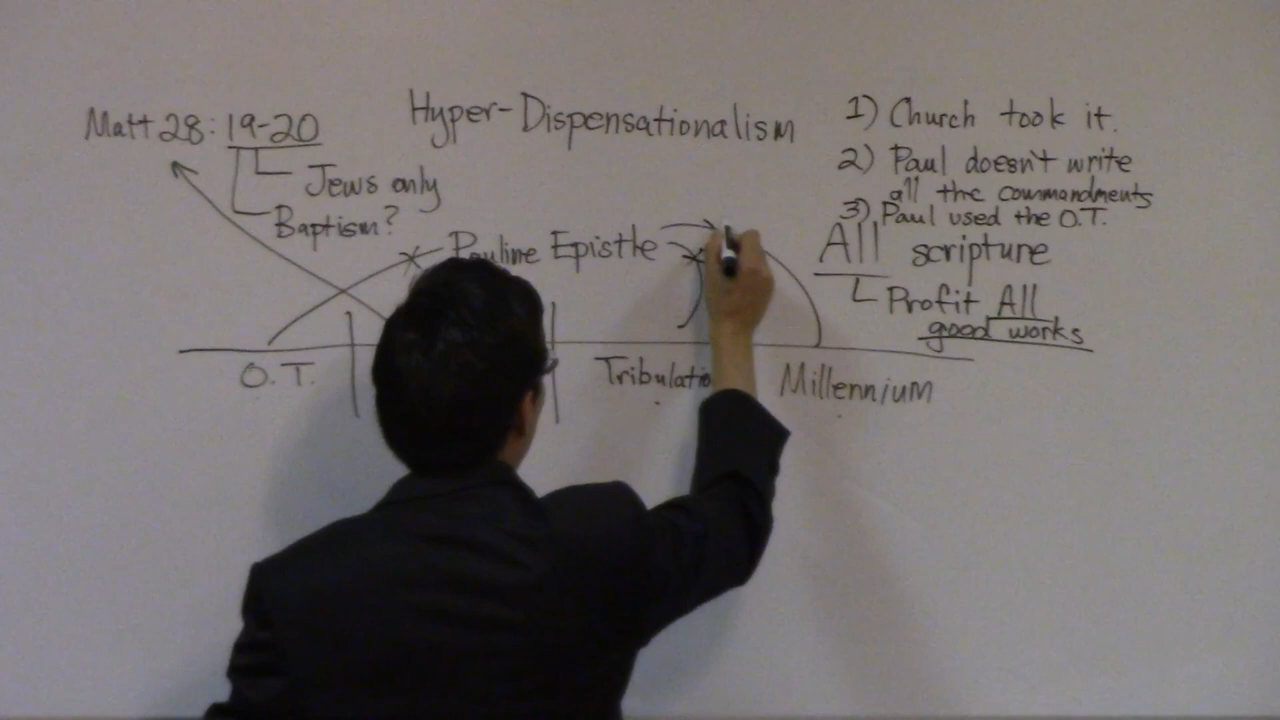 Matt 28: 19-20
Jews only
Baptism?
Hyper-Dispensationalism
Pauline Epistle
1) Church took it.
2) Paul doesn't write
all the commandments
3) Paul used the O.T.
All scripture
Profit All
good works
O.T.
Millennium